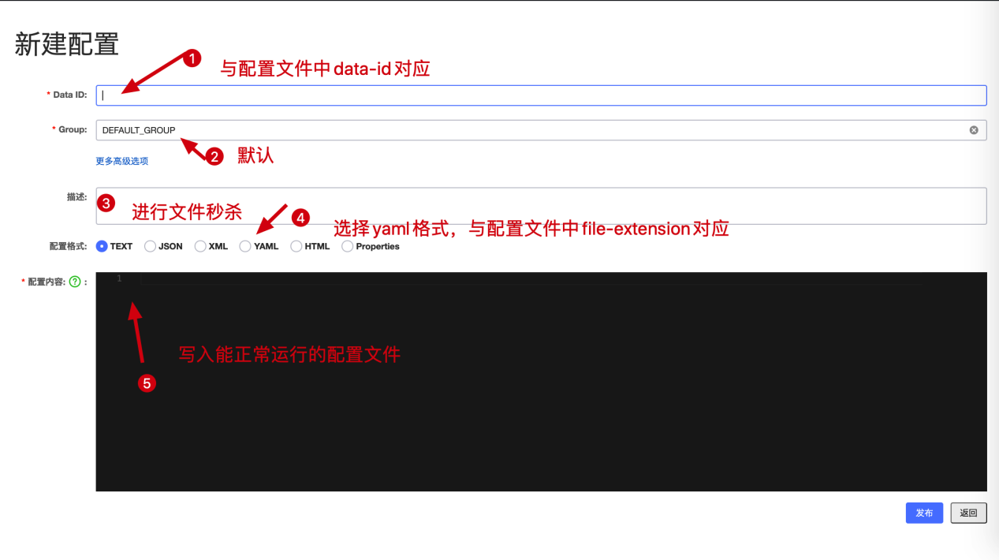 新建配置
1 与配置文件中data-id对应
* Data ID:
* Group: DEFAULT_GROUP
2 默认
更多高级选项
描述:
3 进行文件秒杀
4 选择yaml格式，与配置文件中file-extension对应
配置格式: TEXT JSON XML YAML HTML Properties
* 配置内容: ? :
1
写入能正常运行的配置文件
5
发布 返回